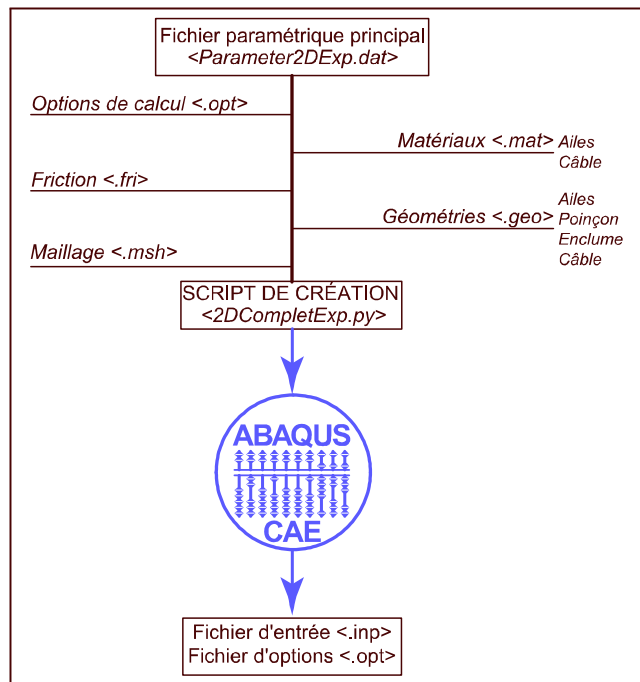 Fichier paramétrique principal
<Parameter2DExp.dat>
Options de calcul <.opt>
Matériaux <.mat>
Ailes
Câble
Friction <.fri>
Géométries <.geo>
Ailes
Poinçon
Enclume
Câble
Maillage <.msh>
SCRIPT DE CRÉATION
<2DCompletExp.py>
ABAQUS
CAE
Fichier d'entrée <.inp>
Fichier d'options <.opt>